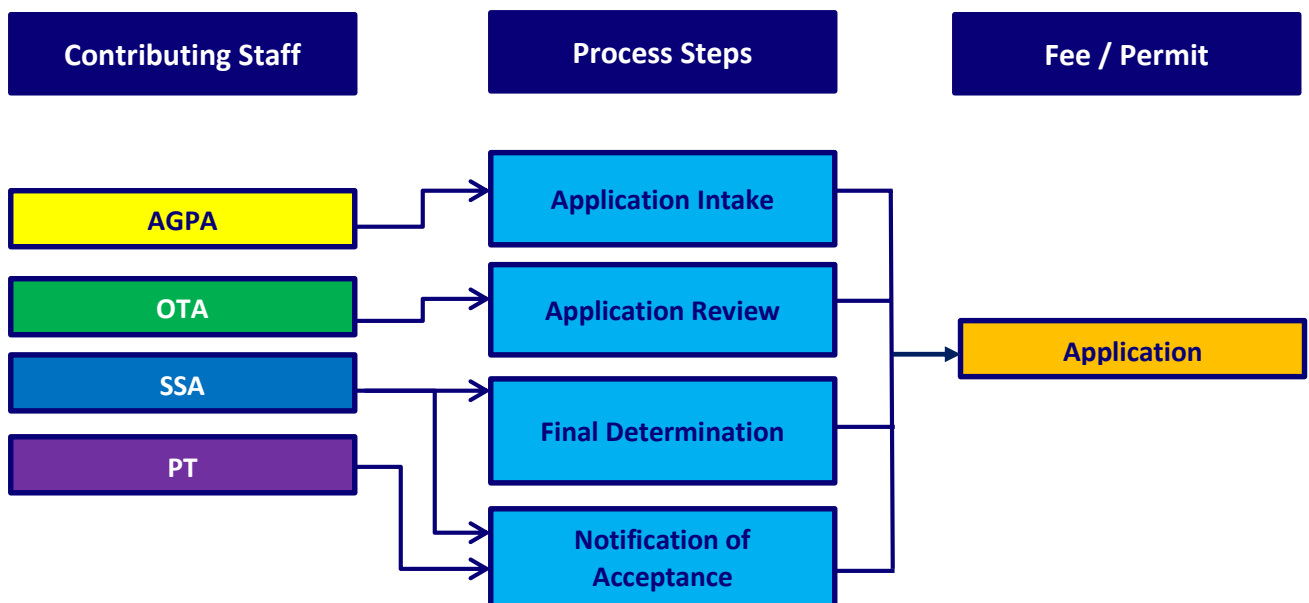 Contributing Staff
Process Steps
Fee / Permit
AGPA
OTA
SSA
PT
Application Intake
Application Review
Final Determination
Notification of
Acceptance
Application